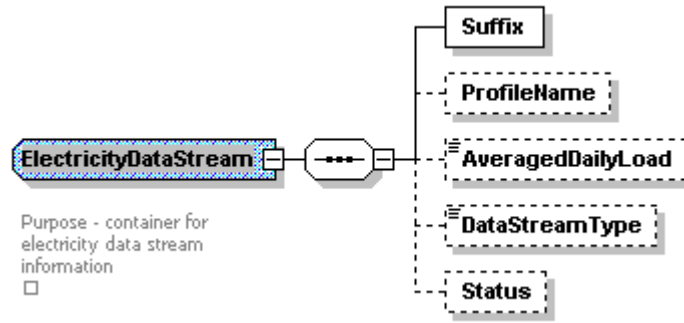 Suffix
ProfileName
ElectricityDataStream
AveragedDailyLoad
Purpose - container for
electricity data stream
information
DataStreamType
Status